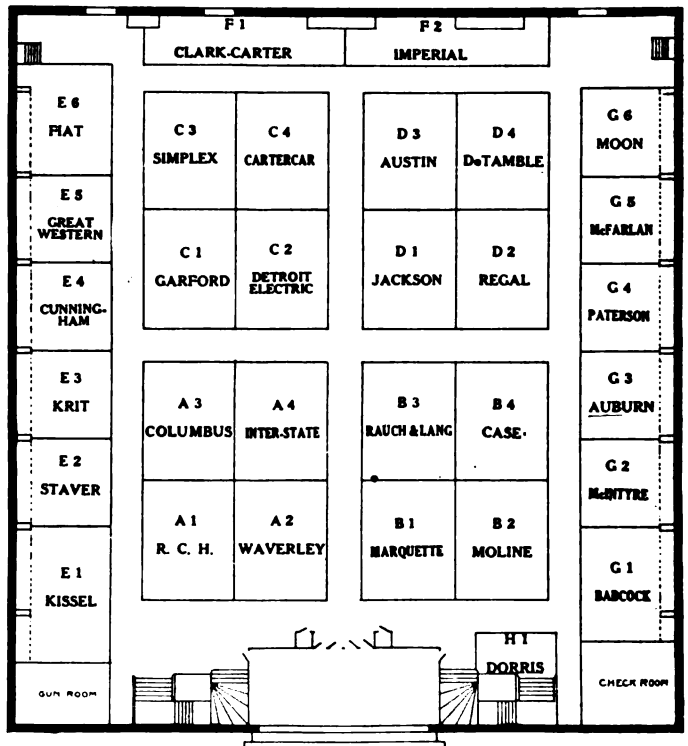 F 1
CLARK-CARTER
F 2
IMPERIAL
E 6
FIAT
E 5
GREAT
WESTERN
E 4
CUNNING-
HAM
E 3
KRIT
E 2
STAVER
E 1
KISSEL
GUN ROOM
C 3
SIMPLEX
C 4
CARTERCAR
C 1
GARFORD
C 2
DETROIT
ELECTRIC
D 3
AUSTIN
D 4
DeTAMBLE
D 1
JACKSON
D 2
REGAL
A 3
COLUMBUS
A 4
INTER-STATE
A 1
R. C. H.
A 2
WAVERLEY
B 3
RAUCH & LANG
B 4
CASE
B 1
MARQUETTE
B 2
MOLINE
G 6
MOON
G 5
McFARLAN
G 4
PATERSON
G 3
AUBURN
G 2
McINTYRE
G 1
BABCOCK
H 1
DORRIS
CHECK ROOM